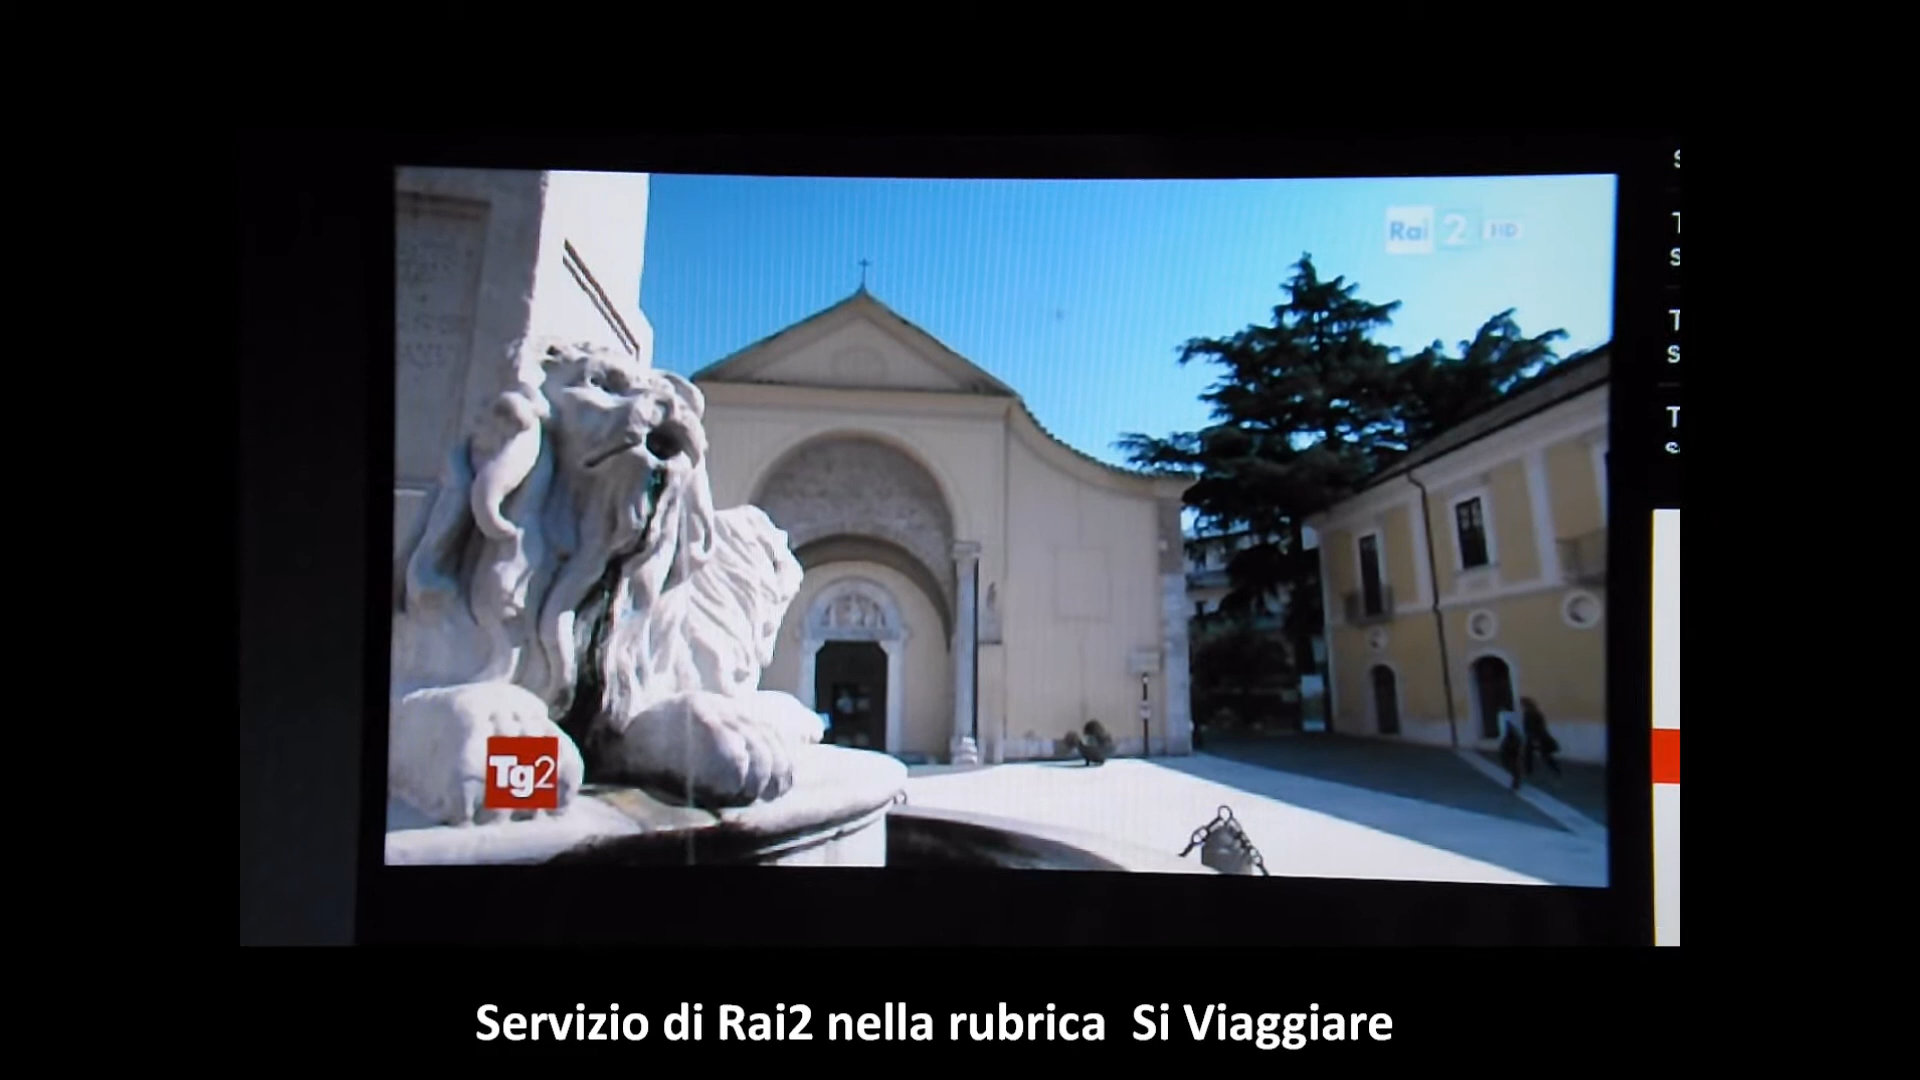 Rai 2 HD
S
T
S
T
S
T
Tg2
Servizio di Rai2 nella rubrica Si Viaggiare